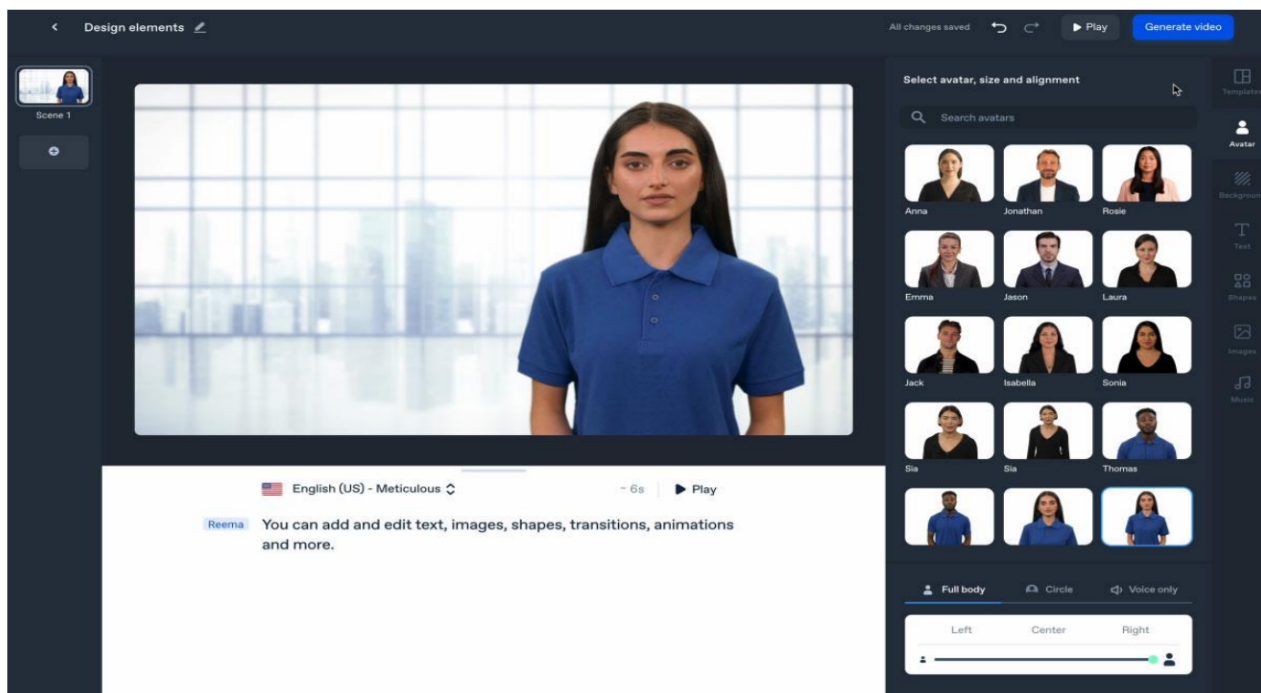 Design elements
All changes saved
Play
Generate video
Scene 1
Select avatar, size and alignment
Search avatars
Anna
Jonathan
Rosie
Emma
Jason
Laura
Jack
Isabella
Sonia
Sia
Sia
Thomas
Full body
Circle
Voice only
Left
Center
Right
Templates
Avatar
Background
Text
Shapes
Images
Music
English (US) - Meticulous
~ 6s
Play
Reema
You can add and edit text, images, shapes, transitions, animations
and more.